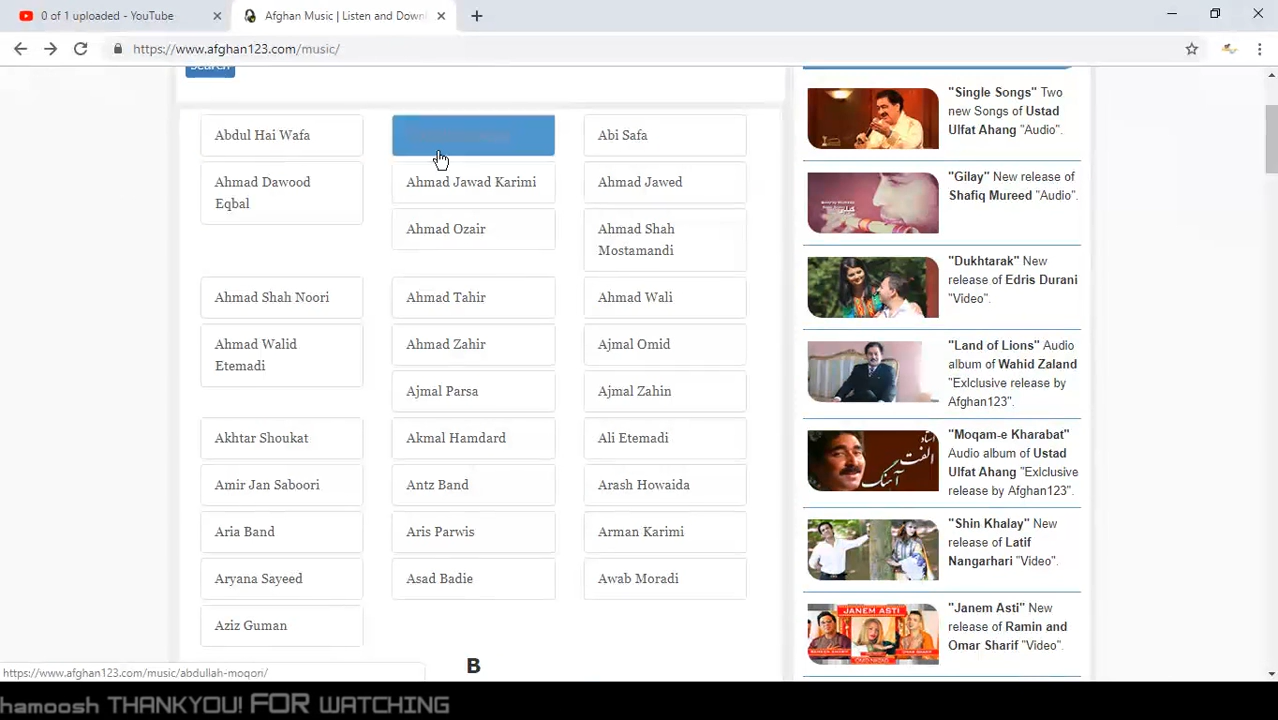 0 of 1 uploaded - YouTube
Afghan Music | Listen and Down
https://www.afghan123.com/music/
Search
Abdul Hai Wafa
Abi Safa
Ahmad Dawood
Eqbal
Ahmad Jawad Karimi
Ahmad Jawed
Ahmad Ozair
Ahmad Shah
Mostamandi
Ahmad Shah Noori
Ahmad Tahir
Ahmad Wali
Ahmad Walid
Etemadi
Ahmad Zahir
Ajmal Omid
Ajmal Parsa
Ajmal Zahin
Akhtar Shoukat
Akmal Hamdard
Ali Etemadi
Amir Jan Saboori
Antz Band
Arash Howaida
Aria Band
Aris Parwis
Arman Karimi
Aryana Sayeed
Asad Badie
Awab Moradi
Aziz Guman
B
"Single Songs" Two
new Songs of Ustad
Ulfat Ahang "Audio".
"Gilay" New release of
Shafiq Mureed "Audio".
"Dukhtarak" New
release of Edris Durani
"Video".
"Land of Lions" Audio
album of Wahid Zaland
"Exlclusive release by
Afghan123".
"Moqam-e Kharabat"
Audio album of Ustad
Ulfat Ahang "Exlclusive
release by Afghan123".
استاد
الفت
آهنگ
"Shin Khalay" New
release of Latif
Nangarhari "Video".
"Janem Asti" New
release of Ramin and
Omar Sharif "Video".
JANEM ASTI
https://www.afghan123.com/music/abdullah-moqori/
hamoosh THANKYOU! FOR WATCHING